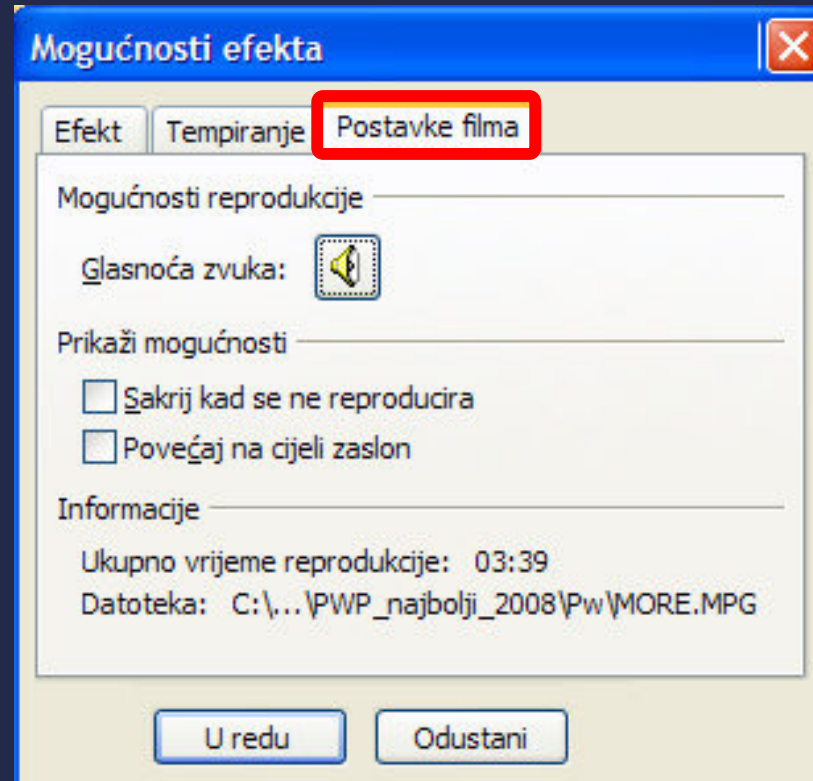 Mogućnosti efekta
Efekt Tempiranje Postavke filma
Mogućnosti reprodukcije
Glasnoća zvuka:
Prikaži mogućnosti
Sakrij kad se ne reproducira
Povećaj na cijeli zaslon
Informacije
Ukupno vrijeme reprodukcije: 03:39
Datoteka: C:\...\PWP_najbolji_2008\Pw\MORE.MPG
U redu Odustani